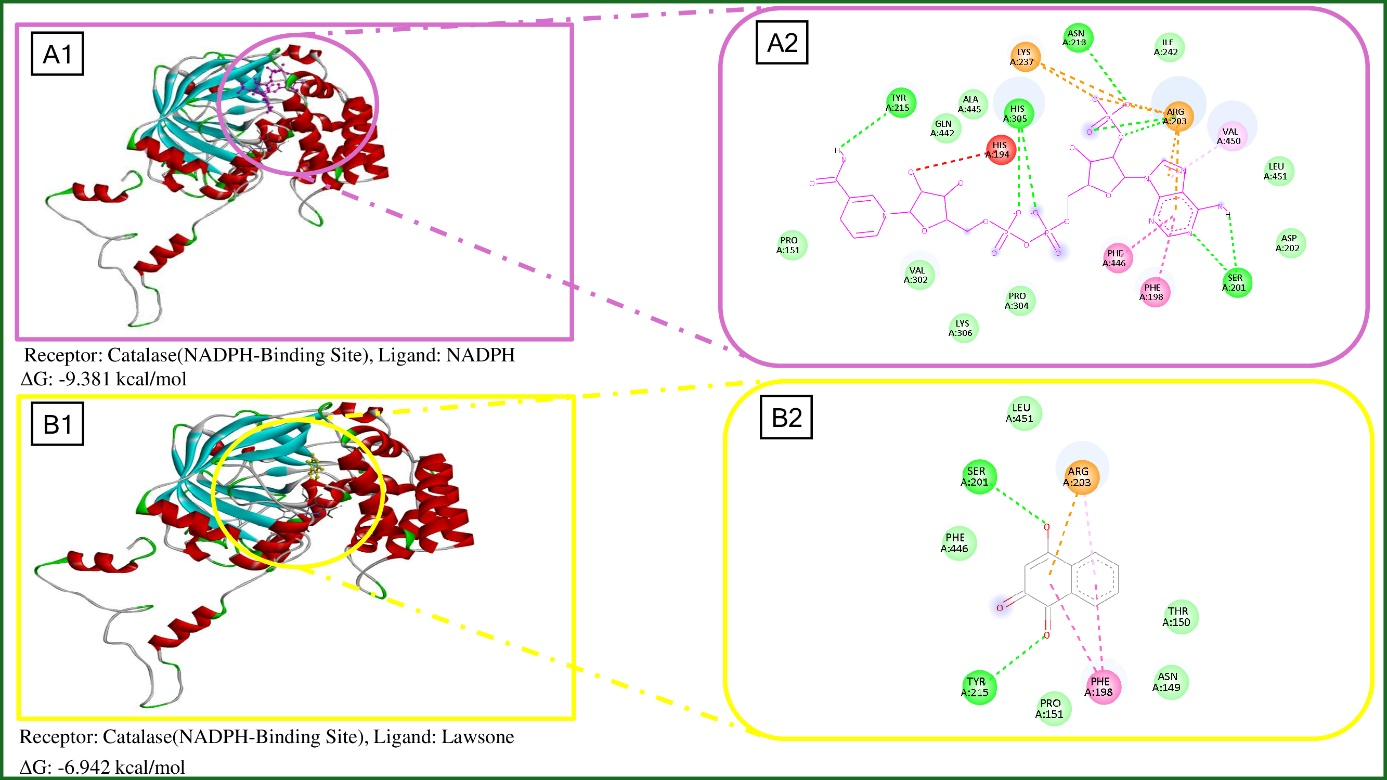 A1
A2
ASN
A:213
ILE
A:242
LYS
A:237
TYR
A:215
ALA
A:445
HIS
A:305
ARG
A:203
GLN
A:442
VAL
A:450
HIS
A:194
LEU
A:451
H
N
O
H
PRO
A:151
ASP
A:202
VAL
A:302
PHE
A:446
PHE
A:198
SER
A:201
PRO
A:304
LYS
A:306
Receptor: Catalase(NADPH-Binding Site), Ligand: NADPH
ΔG: -9.381 kcal/mol
B1
B2
LEU
A:451
SER
A:201
ARG
A:203
PHE
A:446
O
O
O
THR
A:150
TYR
A:215
PHE
A:198
ASN
A:149
PRO
A:151
Receptor: Catalase(NADPH-Binding Site), Ligand: Lawsone
ΔG: -6.942 kcal/mol